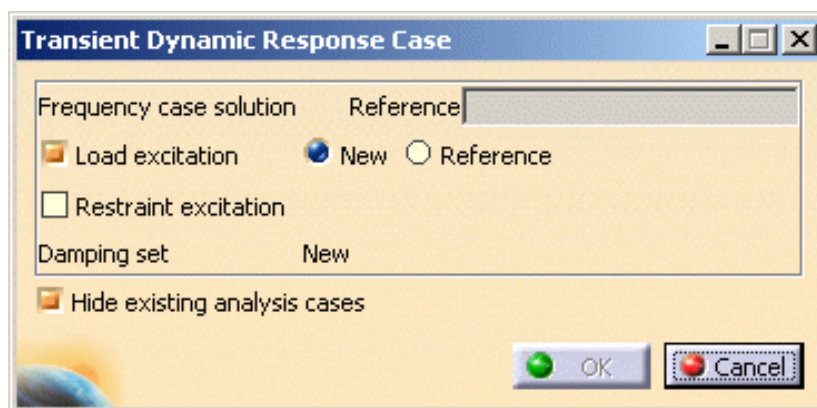 Transient Dynamic Response Case
Frequency case solution Reference
Load excitation New Reference
Restraint excitation
Damping set New
Hide existing analysis cases
OK Cancel